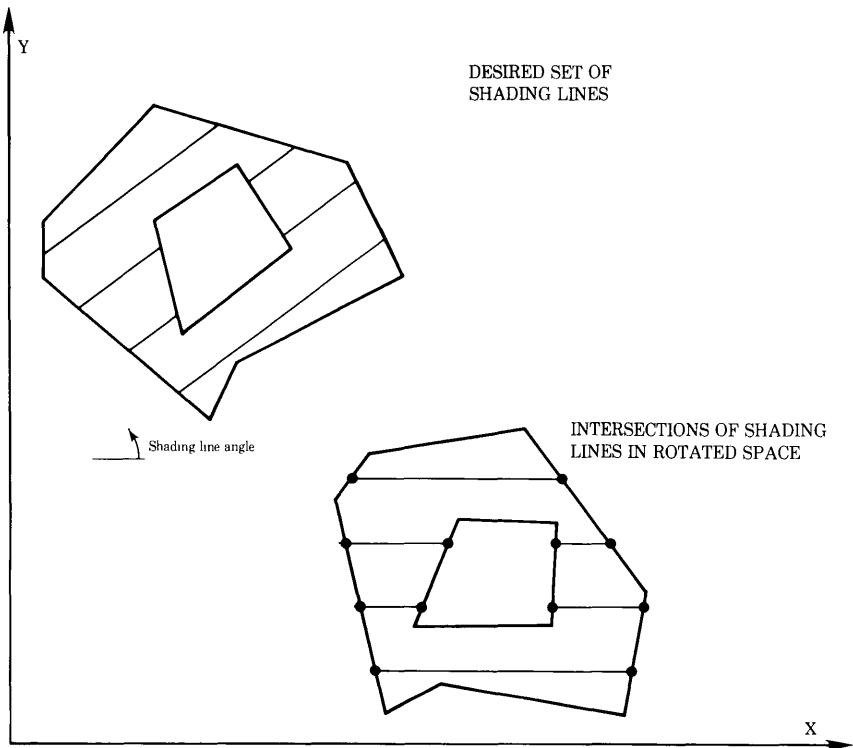 Y
DESIRED SET OF
SHADING LINES
Shading line angle
INTERSECTIONS OF SHADING
LINES IN ROTATED SPACE
X